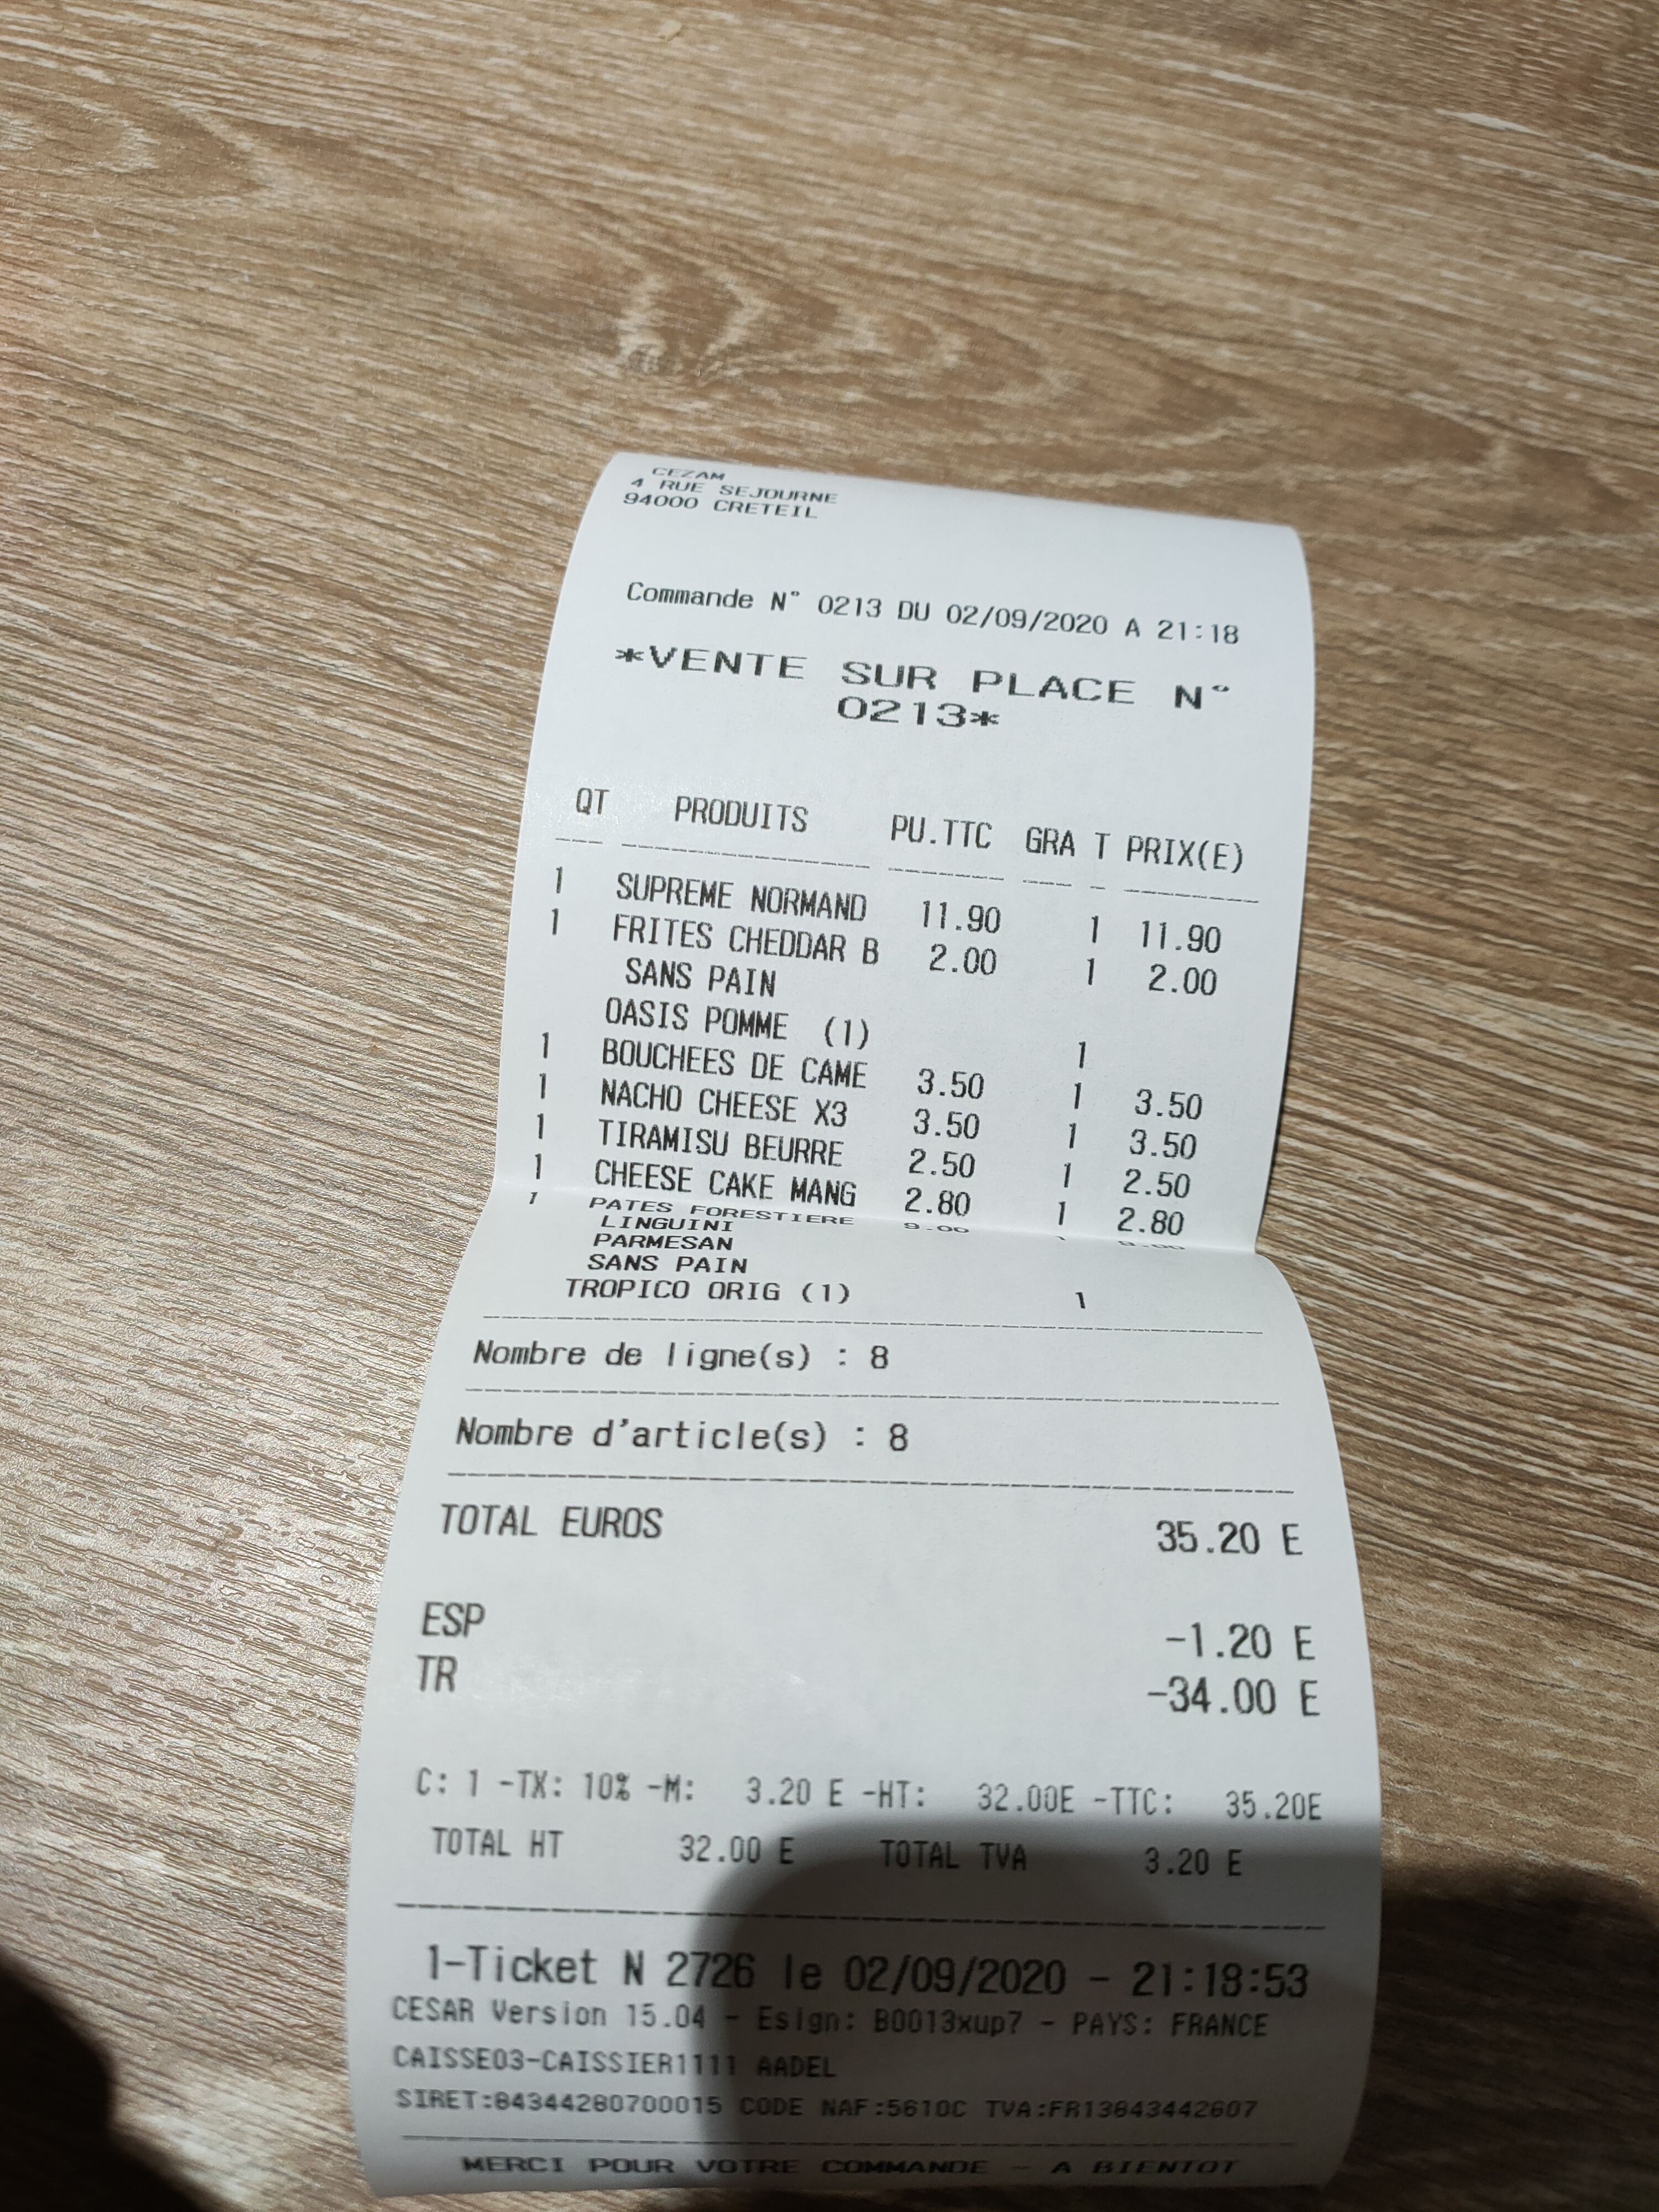 CEZAM
4 RUE SEJOURNE
94000 CRETEIL
Commande N° 0213 DU 02/09/2020 A 21:18
*VENTE SUR PLACE N°
0213*
QT PRODUITS PU.TTC GRA T PRIX(E)
1 SUPREME NORMAND 11.90 1 11.90
1 FRITES CHEDDAR B 2.00 1 2.00
SANS PAIN
OASIS POMME (1) 1
1 BOUCHEES DE CAME 3.50 1 3.50
1 NACHO CHEESE X3 3.50 1 3.50
1 TIRAMISU BEURRE 2.50 1 2.50
1 CHEESE CAKE MANG 2.80 1 2.80
1 PATES FORESTIERE 9.00 1 9.00
LINGUINI
PARMESAN
SANS PAIN
TROPICO ORIG (1) 1
Nombre de ligne(s) : 8
Nombre d'article(s) : 8
TOTAL EUROS 35.20 E
ESP -1.20 E
TR -34.00 E
C: 1 -TX: 10% -M: 3.20 E -HT: 32.00E -TTC: 35.20E
TOTAL HT 32.00 E TOTAL TVA 3.20 E
1-Ticket N 2726 le 02/09/2020 - 21:18:53
CESAR Version 15.04 - Esign: B0013xup7 - PAYS: FRANCE
CAISSE03-CAISSIER1111 AADEL
SIRET:84344280700015 CODE NAF:5610C TVA:FR13843442807
MERCI POUR VOTRE COMMANDE - A BIENTOT